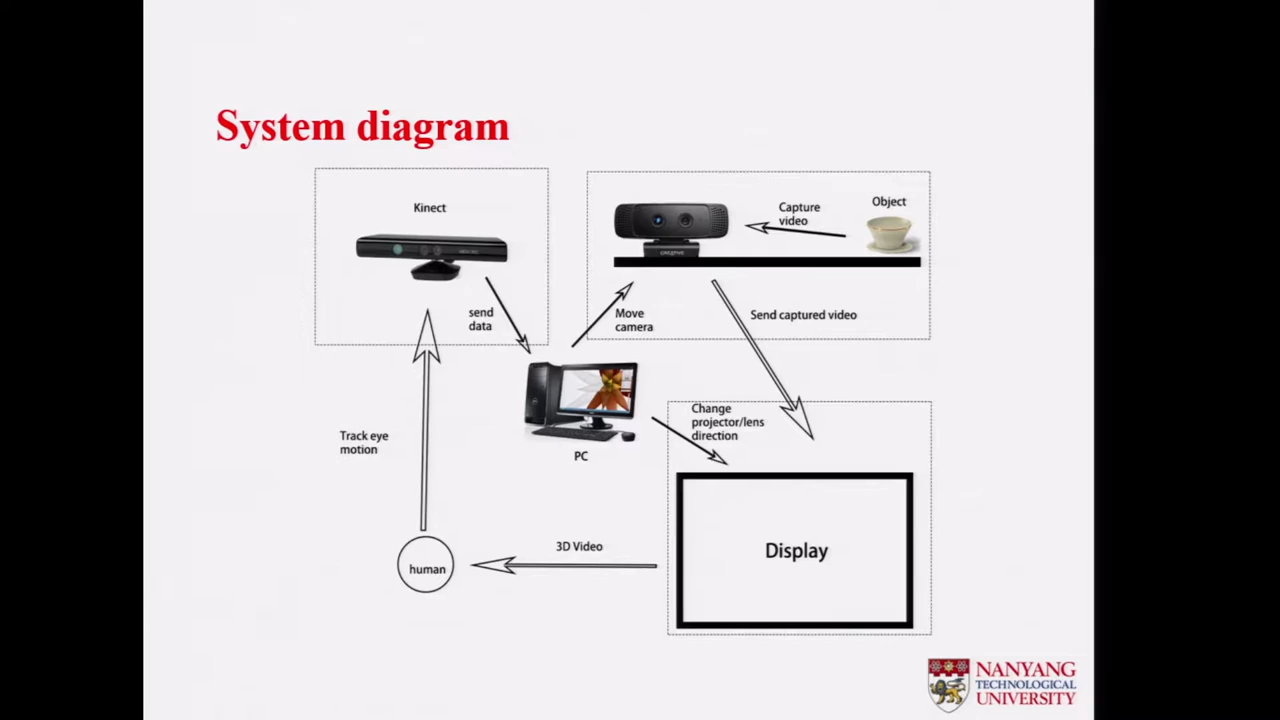 System diagram
Kinect
Capture
video
Object
send
data
Move
camera
Send captured video
Change
projector/lens
direction
Track eye
motion
PC
3D Video
human
Display
NANYANG
TECHNOLOGICAL
UNIVERSITY